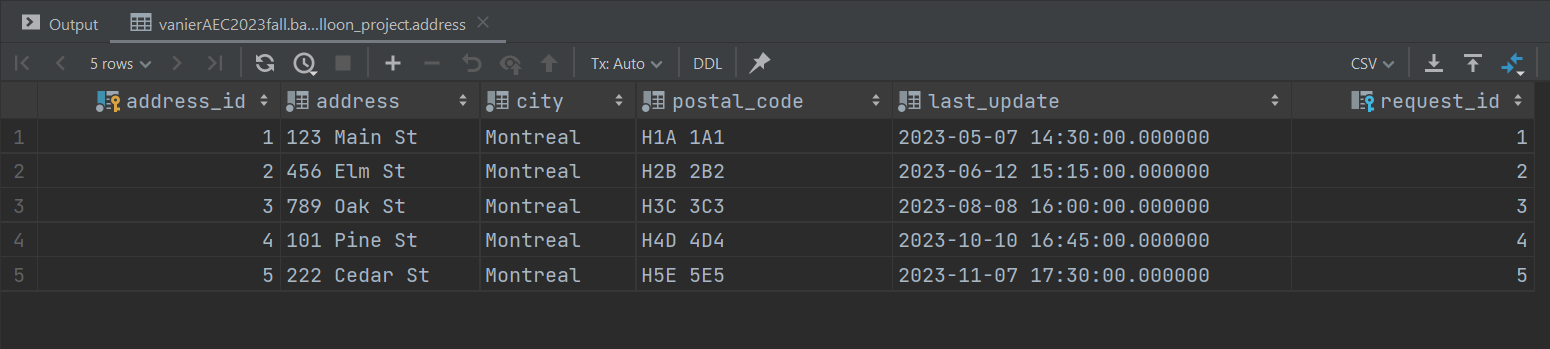 Output vanierAEC2023fall.ba...lloon_project.address
5 rows Tx: Auto DDL CSV
address_id address city postal_code last_update request_id
1 1 123 Main St Montreal H1A 1A1 2023-05-07 14:30:00.000000 1
2 2 456 Elm St Montreal H2B 2B2 2023-06-12 15:15:00.000000 2
3 3 789 Oak St Montreal H3C 3C3 2023-08-08 16:00:00.000000 3
4 4 101 Pine St Montreal H4D 4D4 2023-10-10 16:45:00.000000 4
5 5 222 Cedar St Montreal H5E 5E5 2023-11-07 17:30:00.000000 5